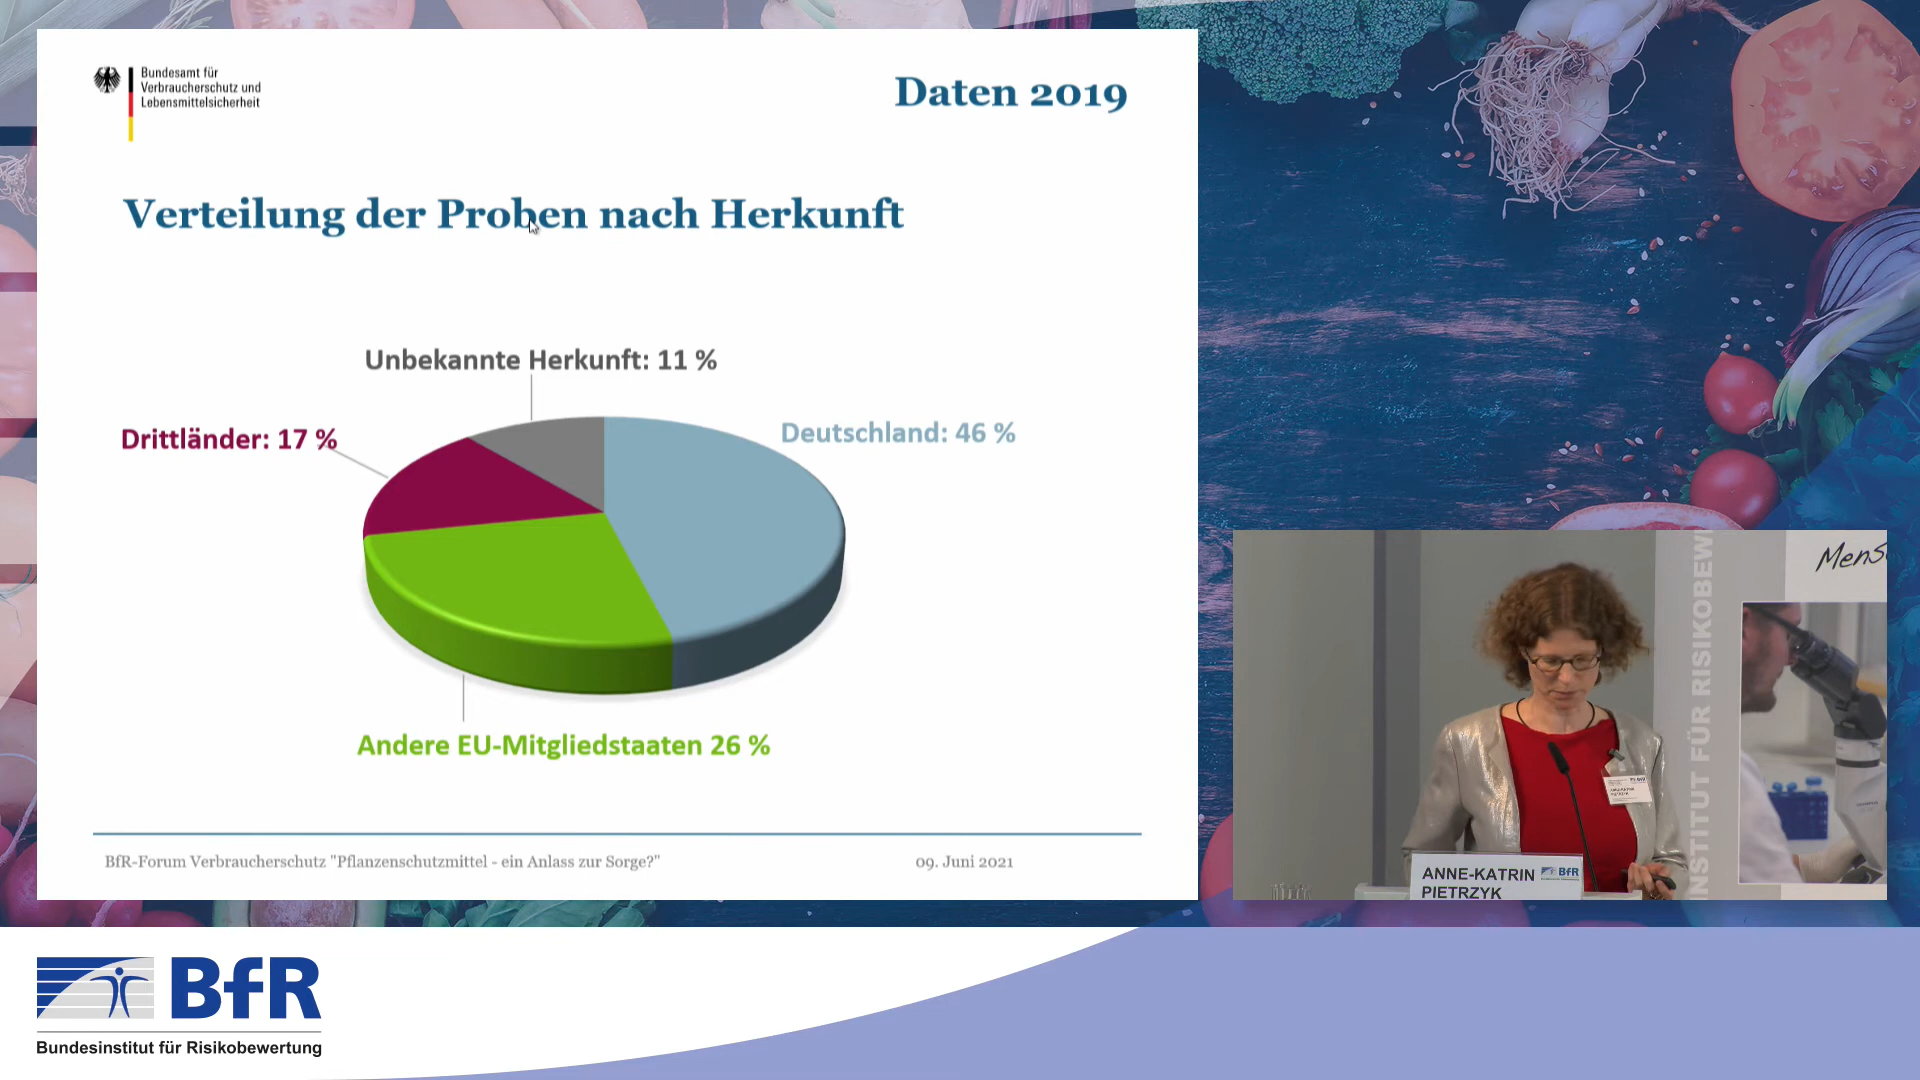 Bundesamt für
Verbraucherschutz und
Lebensmittelsicherheit
Daten 2019
Verteilung der Proben nach Herkunft
Unbekannte Herkunft: 11 %
Drittländer: 17 %
Deutschland: 46 %
Andere EU-Mitgliedstaaten 26 %
BfR-Forum Verbraucherschutz "Pflanzenschutzmittel - ein Anlass zur Sorge?"
09. Juni 2021
NSTITUT FÜR RISIKOBEW
Mens
ANNE-KATRIN
PIETRZYK
BfR
BfR
Bundesinstitut für Risikobewertung